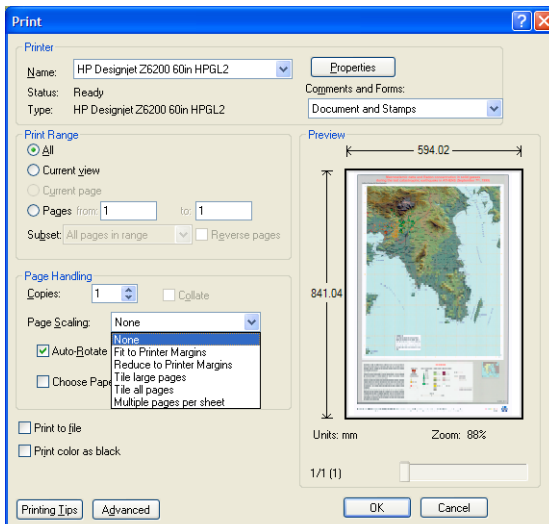 Print
Printer
Name: HP Designjet Z6200 60in HPGL2 Properties
Status: Ready Comments and Forms:
Type: HP Designjet Z6200 60in HPGL2 Document and Stamps
Print Range
All
Current view
Current page
Pages from: 1 to: 1
Subset: All pages in range Reverse pages
Page Handling
Copies: 1 Collate
Page Scaling: None
None
Fit to Printer Margins
Reduce to Printer Margins
Tile large pages
Tile all pages
Multiple pages per sheet
Auto-Rotate
Choose Pape
Print to file
Print color as black
Preview
594.02
841.04
Units: mm Zoom: 88%
1/1 (1)
Printing Tips Advanced OK Cancel